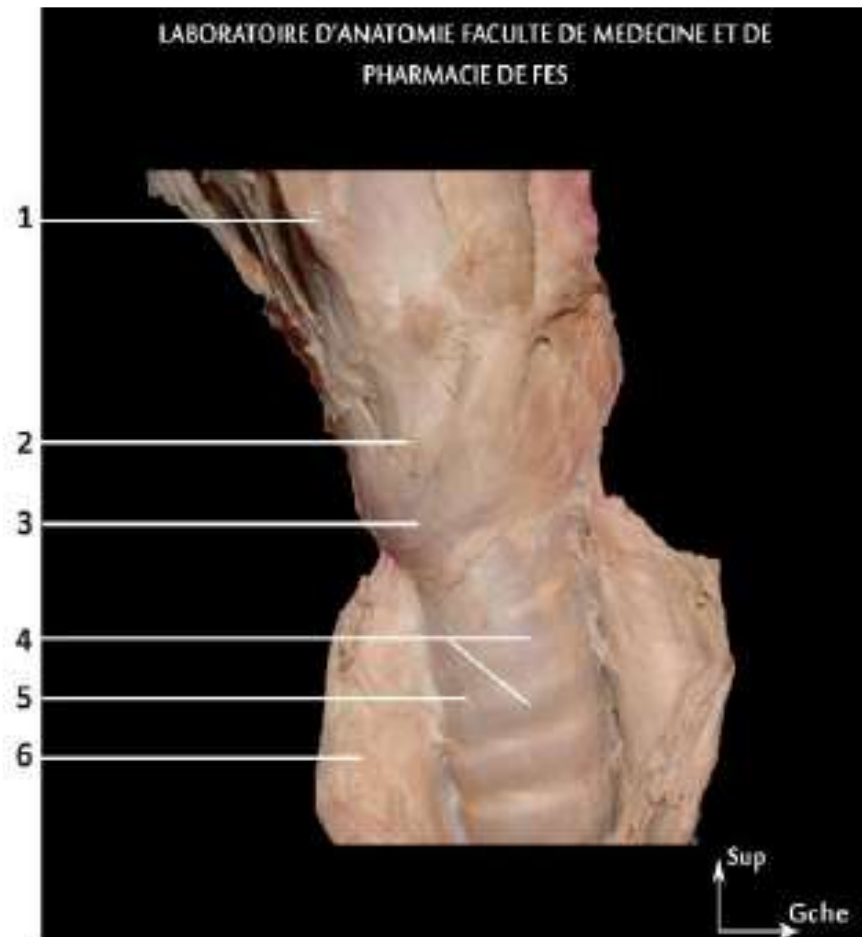 LABORATOIRE D'ANATOMIE FACULTE DE MEDECINE ET DE
PHARMACIE DE FES
1
2
3
4
5
6
Sup
Gche